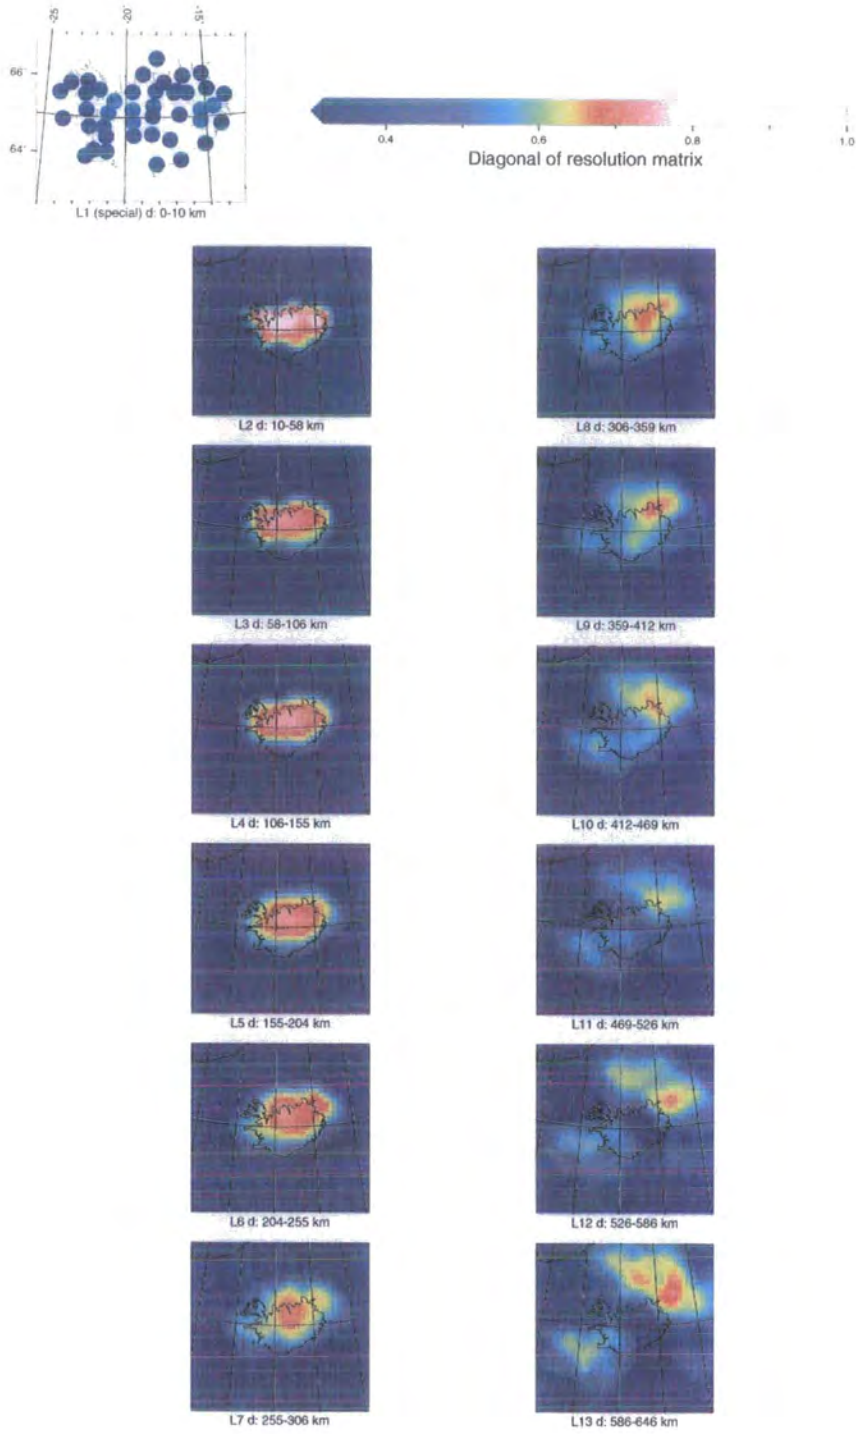 -25° -20° -15°
66°
64°
L1 (special) d: 0-10 km
0.4 0.6 0.8 1.0
Diagonal of resolution matrix
L2 d: 10-58 km
L3 d: 58-106 km
L4 d: 106-155 km
L5 d: 155-204 km
L6 d: 204-255 km
L7 d: 255-306 km
L8 d: 306-359 km
L9 d: 359-412 km
L10 d: 412-469 km
L11 d: 469-526 km
L12 d: 526-586 km
L13 d: 586-646 km